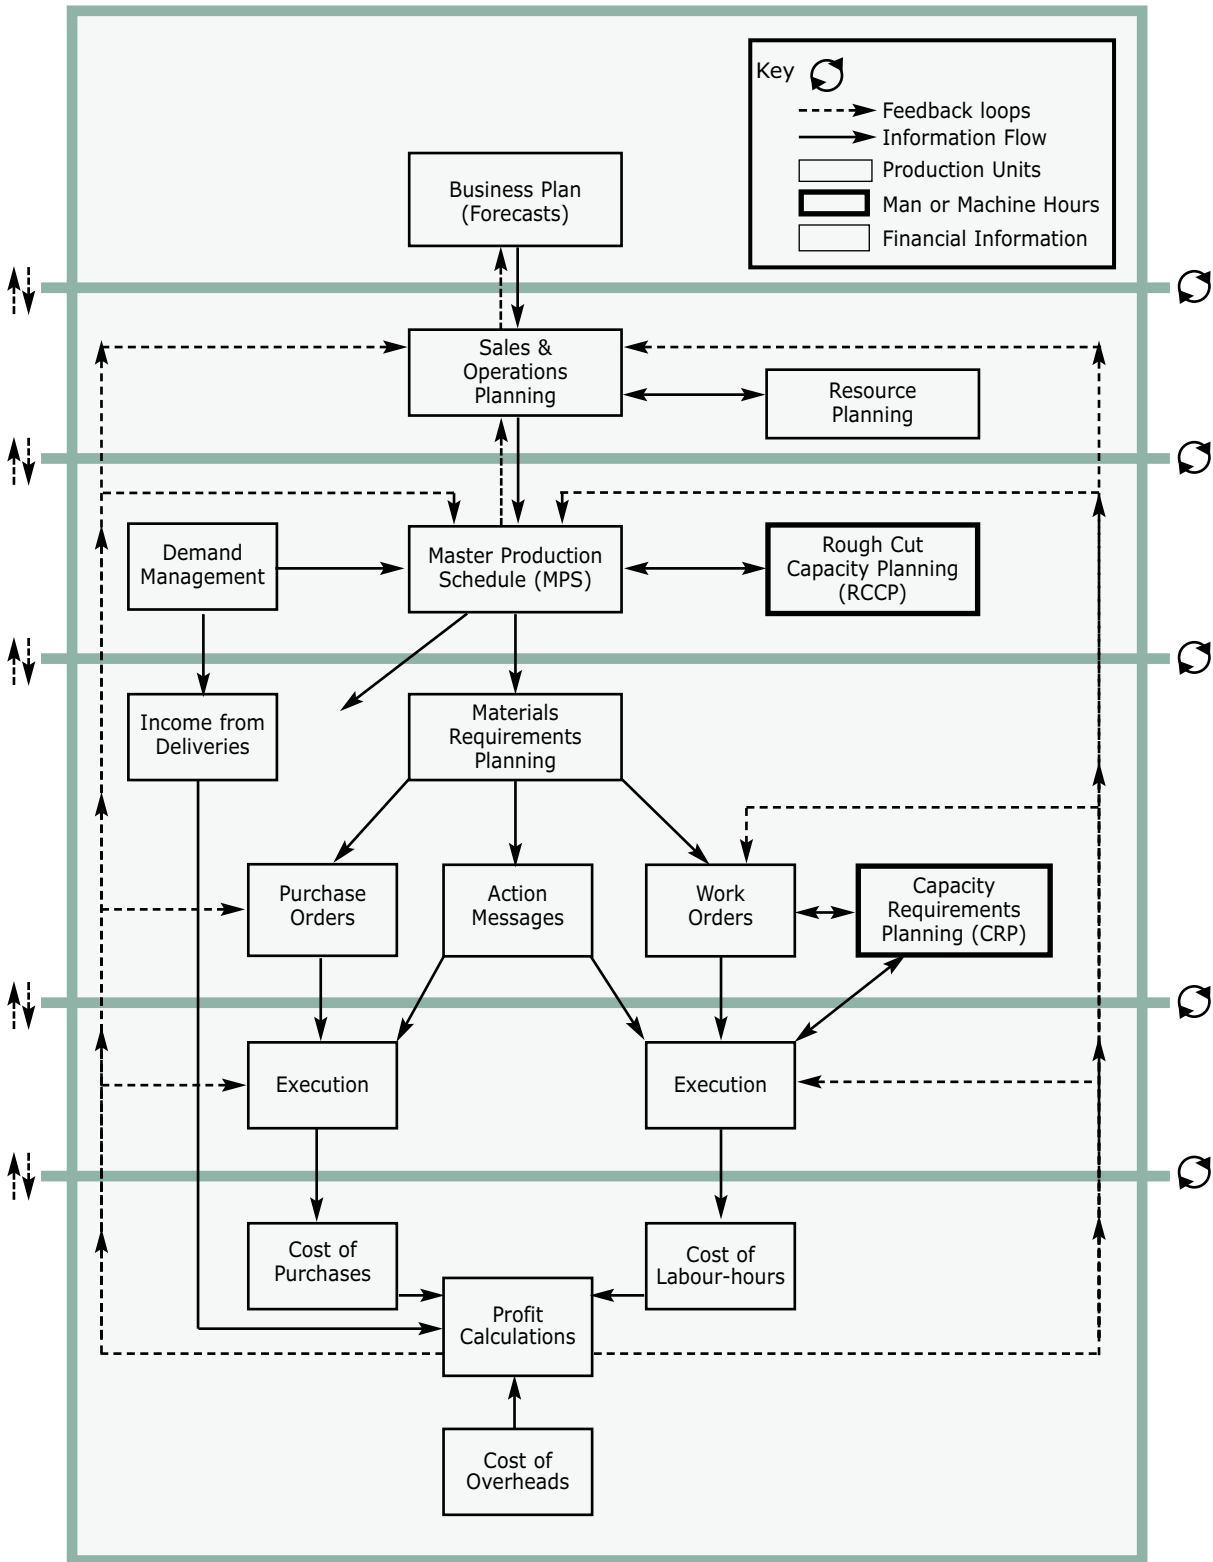 Key
Feedback loops
Information Flow
Production Units
Man or Machine Hours
Financial Information
Business Plan
(Forecasts)
Sales &
Operations
Planning
Resource
Planning
Demand
Management
Master Production
Schedule (MPS)
Rough Cut
Capacity Planning
(RCCP)
Income from
Deliveries
Materials
Requirements
Planning
Purchase
Orders
Action
Messages
Work
Orders
Capacity
Requirements
Planning (CRP)
Execution
Execution
Cost of
Purchases
Cost of
Labour-hours
Profit
Calculations
Cost of
Overheads